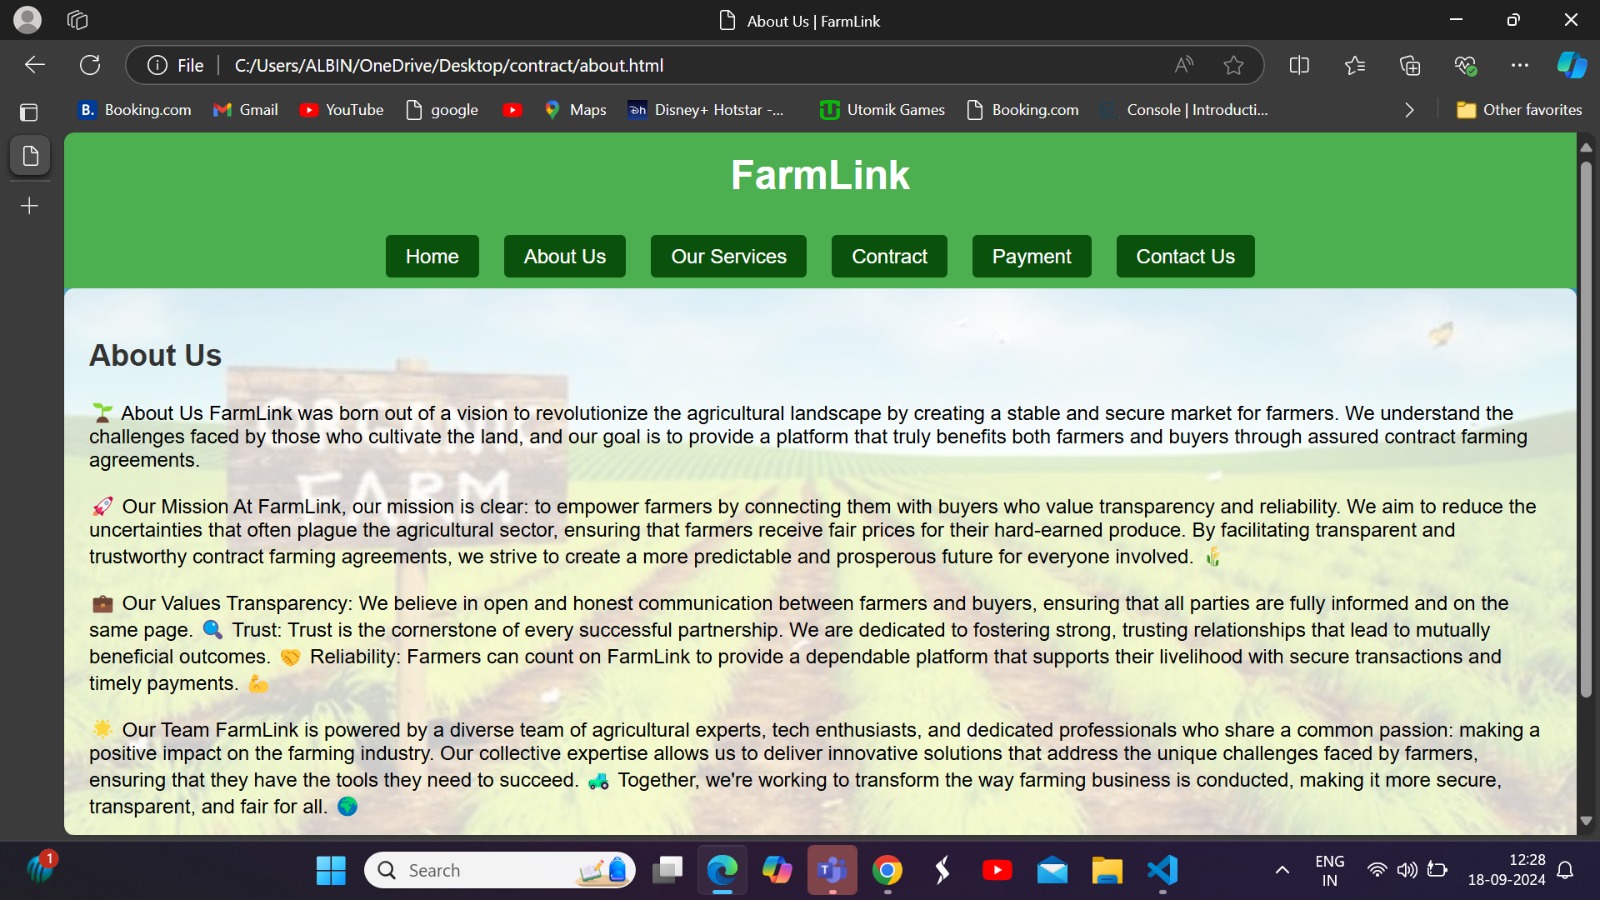 About Us | FarmLink
File
C:/Users/ALBIN/OneDrive/Desktop/contract/about.html
B. Booking.com Gmail YouTube google Maps Disney+ Hotstar -... Utomik Games Booking.com Console | Introducti... Other favorites
FarmLink
Home About Us Our Services Contract Payment Contact Us
ORGANIC
FARM
About Us
🌱 About Us FarmLink was born out of a vision to revolutionize the agricultural landscape by creating a stable and secure market for farmers. We understand the
challenges faced by those who cultivate the land, and our goal is to provide a platform that truly benefits both farmers and buyers through assured contract farming
agreements.
🚀 Our Mission At FarmLink, our mission is clear: to empower farmers by connecting them with buyers who value transparency and reliability. We aim to reduce the
uncertainties that often plague the agricultural sector, ensuring that farmers receive fair prices for their hard-earned produce. By facilitating transparent and
trustworthy contract farming agreements, we strive to create a more predictable and prosperous future for everyone involved. 🌾
💼 Our Values Transparency: We believe in open and honest communication between farmers and buyers, ensuring that all parties are fully informed and on the
same page. 🔍 Trust: Trust is the cornerstone of every successful partnership. We are dedicated to fostering strong, trusting relationships that lead to mutually
beneficial outcomes. 🤝 Reliability: Farmers can count on FarmLink to provide a dependable platform that supports their livelihood with secure transactions and
timely payments. 💪
🌟 Our Team FarmLink is powered by a diverse team of agricultural experts, tech enthusiasts, and dedicated professionals who share a common passion: making a
positive impact on the farming industry. Our collective expertise allows us to deliver innovative solutions that address the unique challenges faced by farmers,
ensuring that they have the tools they need to succeed. 🚜 Together, we're working to transform the way farming business is conducted, making it more secure,
transparent, and fair for all. 🌍
1
Search
ENG
IN
12:28
18-09-2024